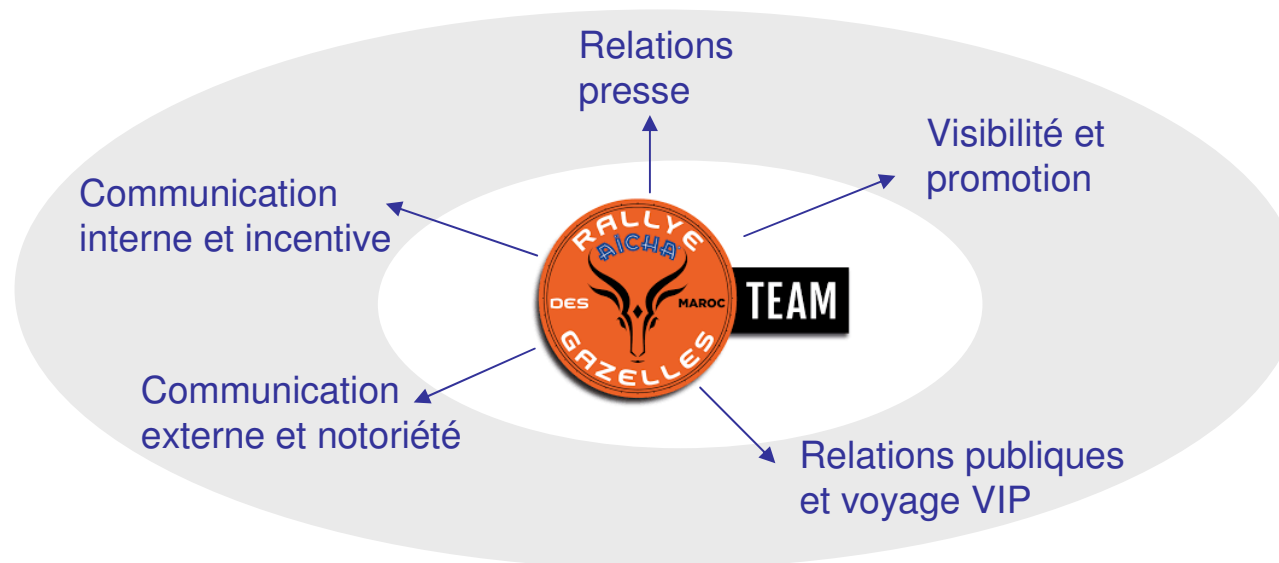 Relations
presse
Visibilité et
promotion
Communication
interne et incentive
RALLYE
AÏCHA
DES
MAROC
GAZELLES
TEAM
Communication
externe et notoriété
Relations publiques
et voyage VIP